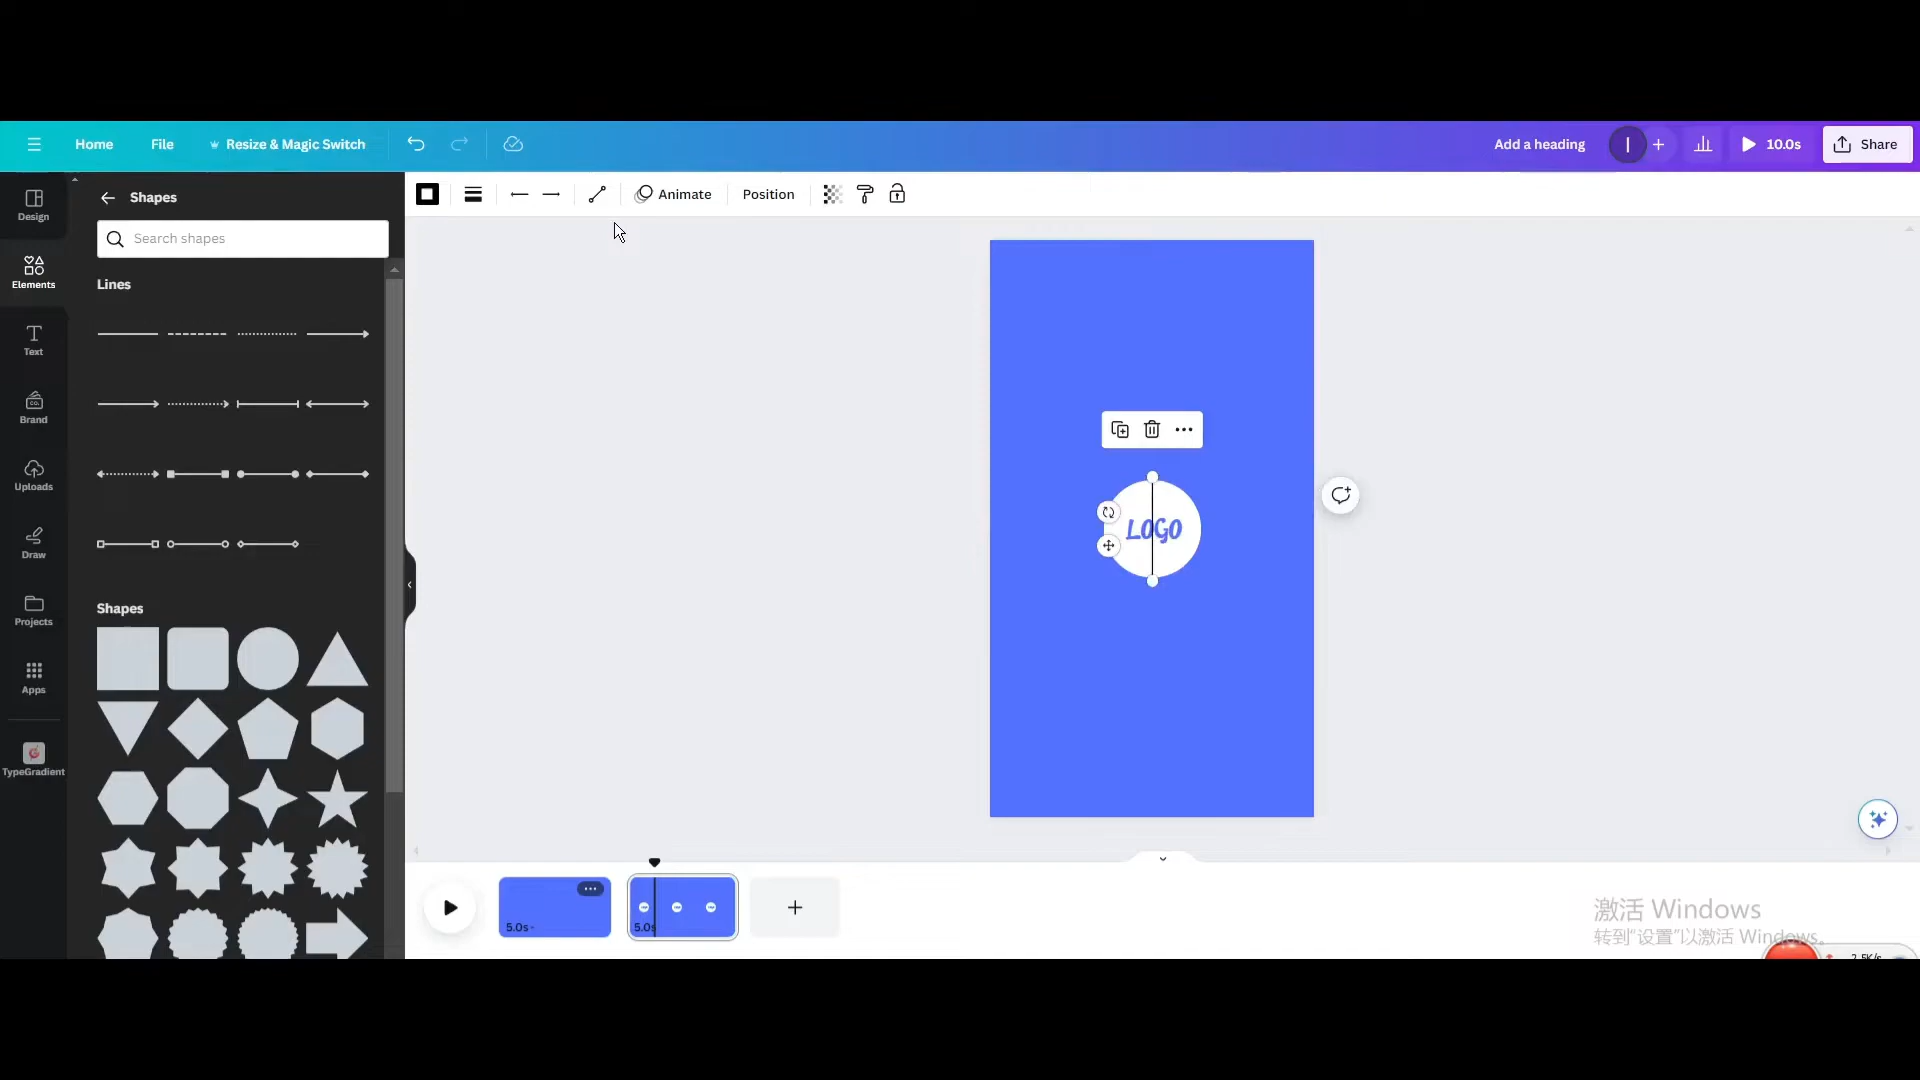 Home File Resize & Magic Switch Add a heading 10.0s Share
Design
Elements
Text
Brand
Uploads
Draw
Projects
Apps
TypeGradient
Shapes
Search shapes
Lines
Shapes
Animate Position
LOGO
5.0s
5.0s
激活 Windows
转到"设置"以激活 Windows。
2.5K/s